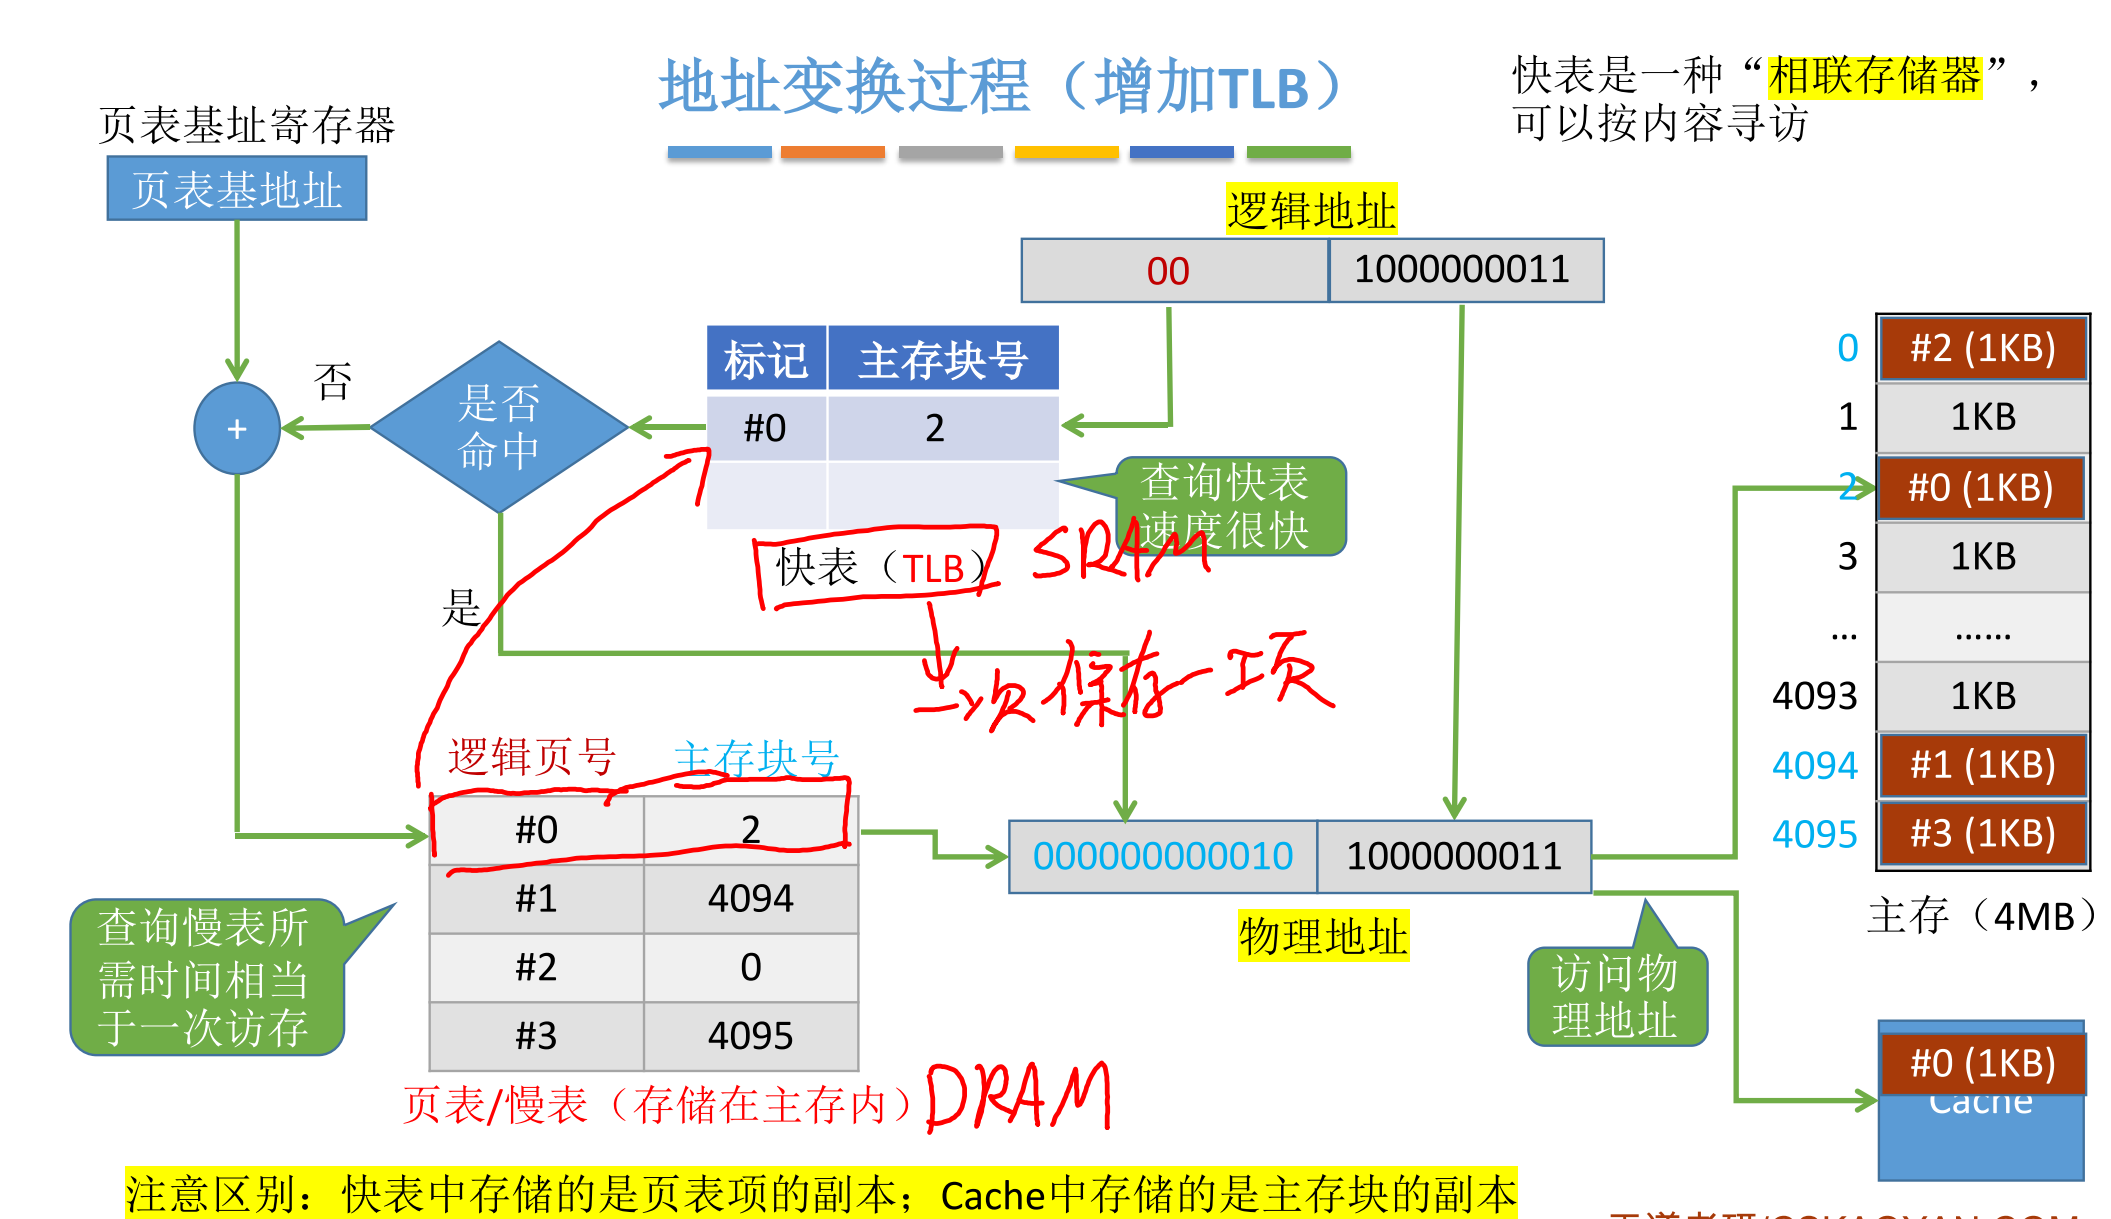 地址变换过程（增加TLB）
快表是一种“相联存储器”，
可以按内容寻访
页表基址寄存器
页表基地址
逻辑地址
00 1000000011
标记 主存块号
#0 2
否
是否
命中
+
查询快表
速度很快
快表（TLB）
SRAM
是
一次保存一项
逻辑页号 主存块号
#0 2
#1 4094
#2 0
#3 4095
页表/慢表（存储在主存内）
DRAM
查询慢表所
需时间相当
于一次访存
000000000010 1000000011
物理地址
访问物
理地址
0 #2 (1KB)
1 1KB
2 #0 (1KB)
3 1KB
... ......
4093 1KB
4094 #1 (1KB)
4095 #3 (1KB)
主存（4MB）
#0 (1KB)
Cache
注意区别：快表中存储的是页表项的副本；Cache中存储的是主存块的副本
王道考研/CSKAOYAN.COM